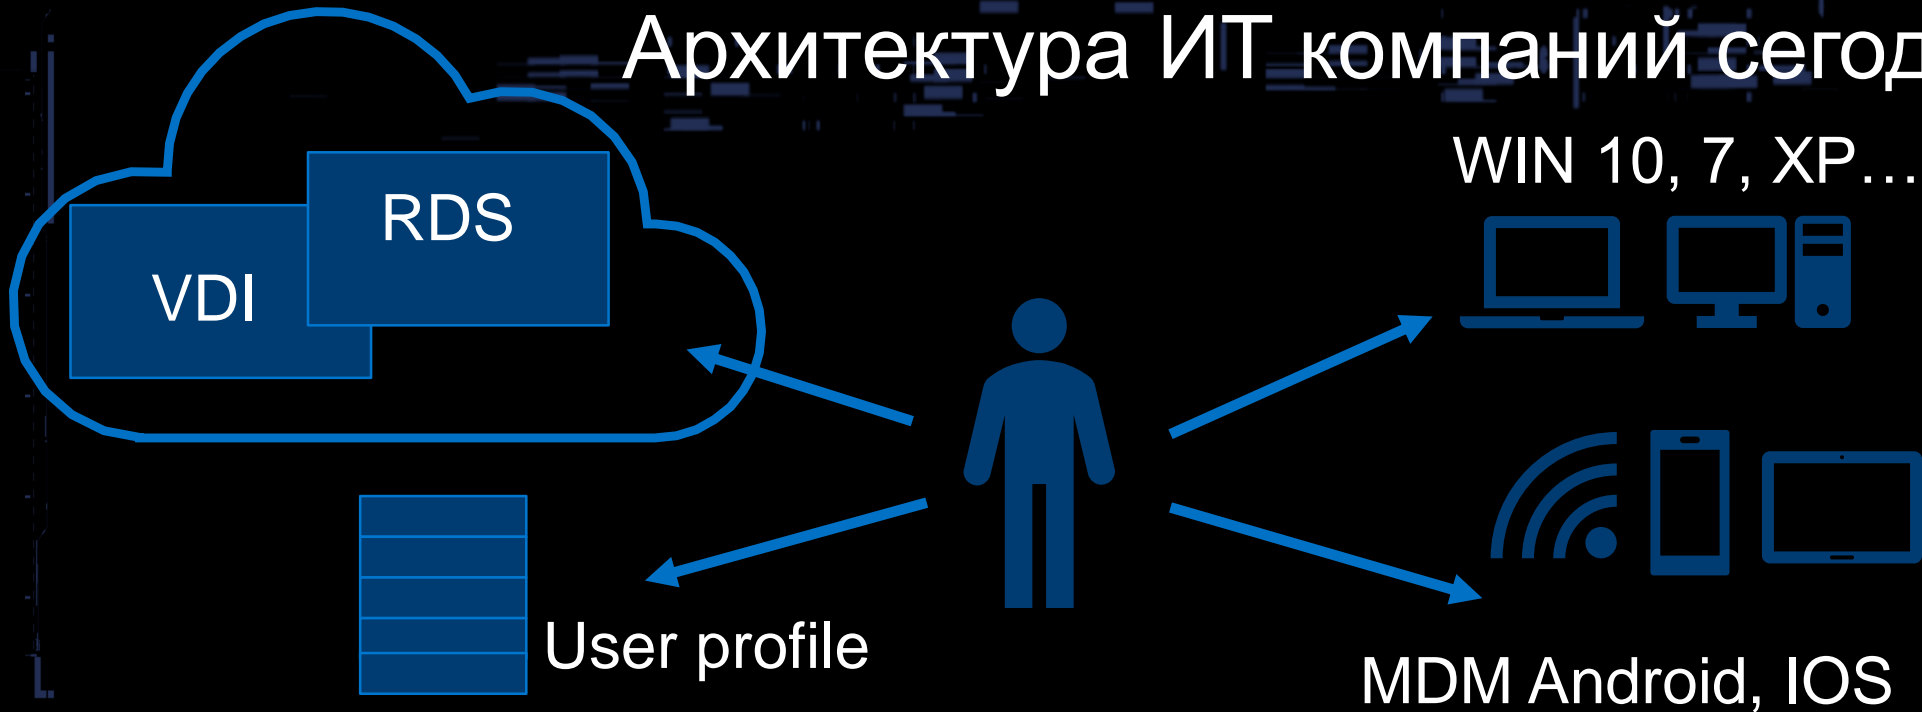 Архитектура ИТ компаний сегод
WIN 10, 7, XP…
RDS
VDI
User profile
MDM Android, IOS